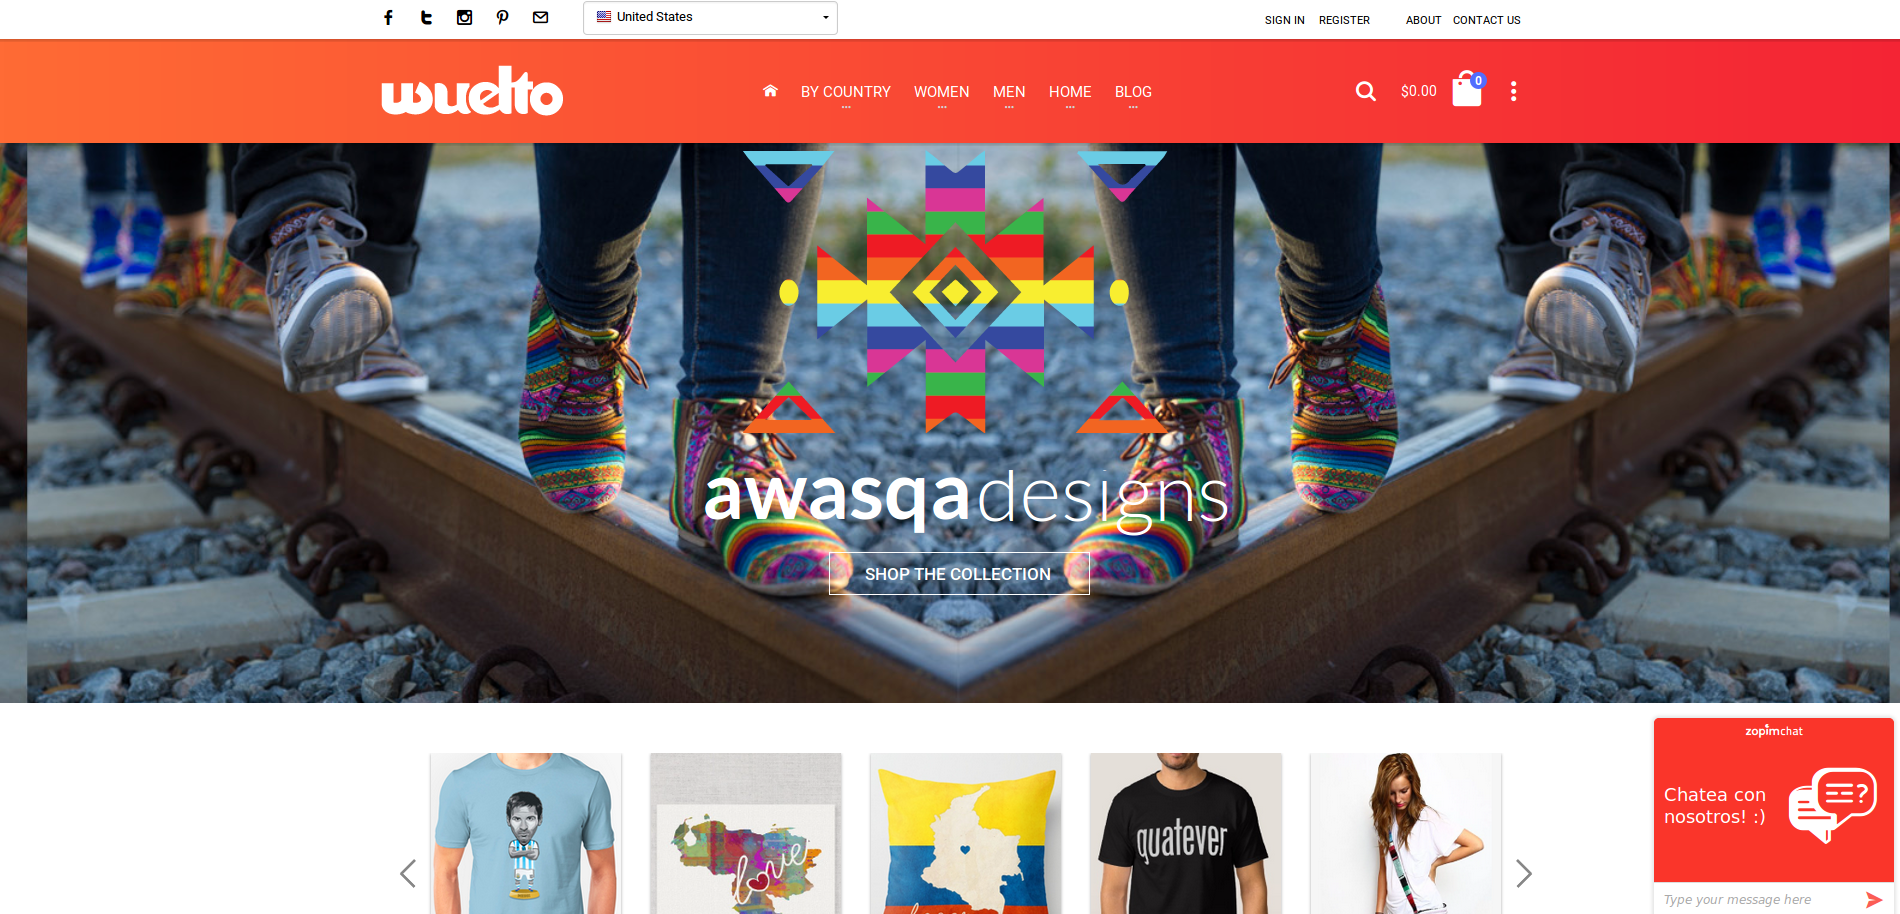 United States
SIGN IN REGISTER ABOUT CONTACT US
wuelto
BY COUNTRY WOMEN MEN HOME BLOG
$0.00
0
awasqadesigns
SHOP THE COLLECTION
zopimchat
Chatea con
nosotros! :)
love
quatever
Type your message here